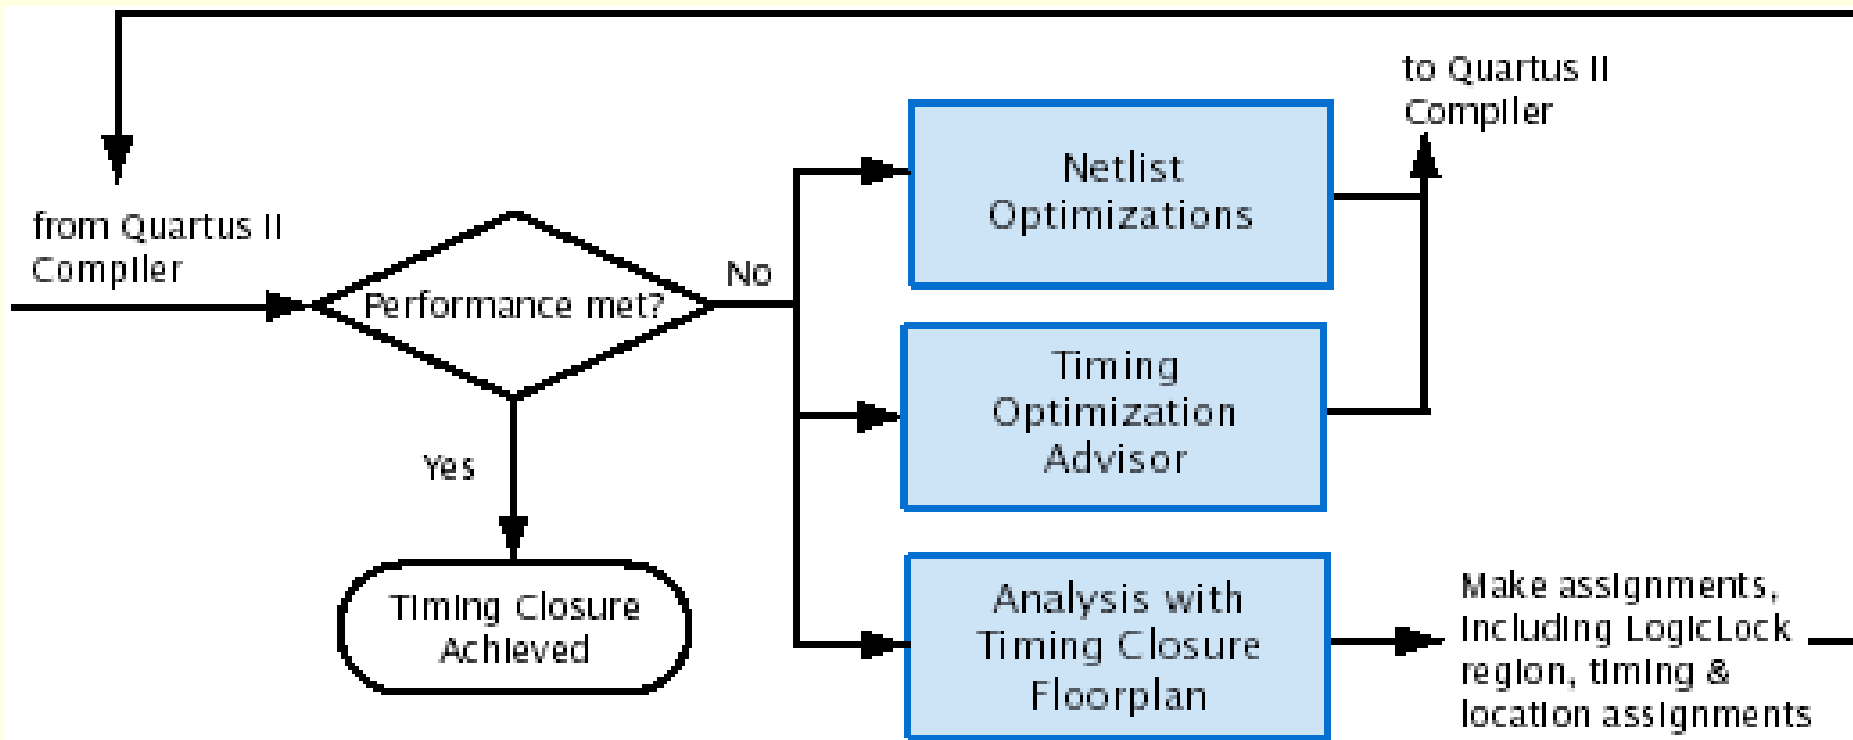 to Quartus II
Compiler
Netlist
Optimizations
from Quartus II
Compiler
No
Performance met?
Timing
Optimization
Advisor
Yes
Timing Closure
Achieved
Analysis with
Timing Closure
Floorplan
Make assignments,
including LogicLock
region, timing &
location assignments